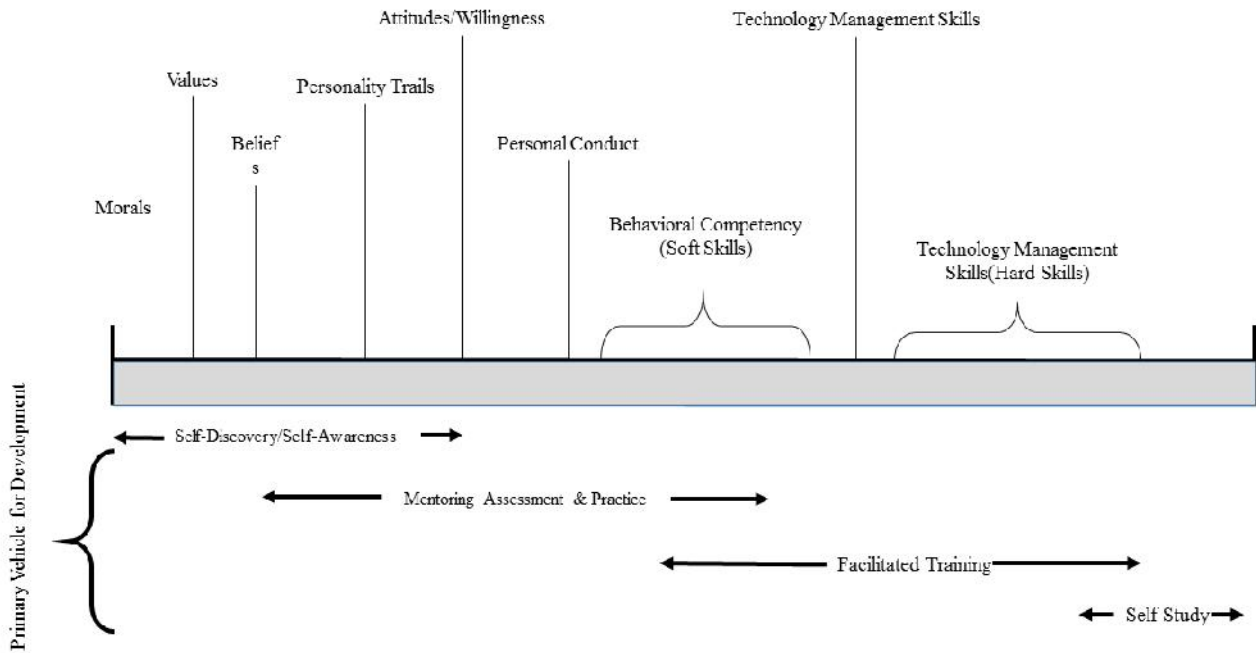 Attitudes/Willingness
Technology Management Skills
Values
Personality Trails
Belief
s
Personal Conduct
Morals
Behavioral Competency
(Soft Skills)
Technology Management
Skills(Hard Skills)
Primary Vehicle for Development
Self-Discovery/Self-Awareness
Mentoring Assessment & Practice
Facilitated Training
Self Study